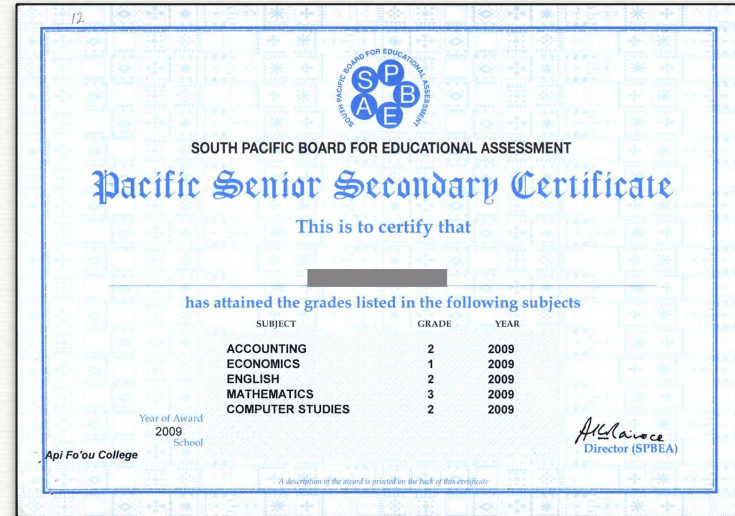 12
SOUTH PACIFIC BOARD FOR EDUCATIONAL ASSESSMENT
S P B E A
SOUTH PACIFIC BOARD FOR EDUCATIONAL ASSESSMENT
Pacific Senior Secondary Certificate
This is to certify that
has attained the grades listed in the following subjects
SUBJECT GRADE YEAR
ACCOUNTING 2 2009
ECONOMICS 1 2009
ENGLISH 2 2009
MATHEMATICS 3 2009
COMPUTER STUDIES 2 2009
Year of Award
2009
School
Api Fo'ou College
Director (SPBEA)
A description of the award is printed on the back of this certificate